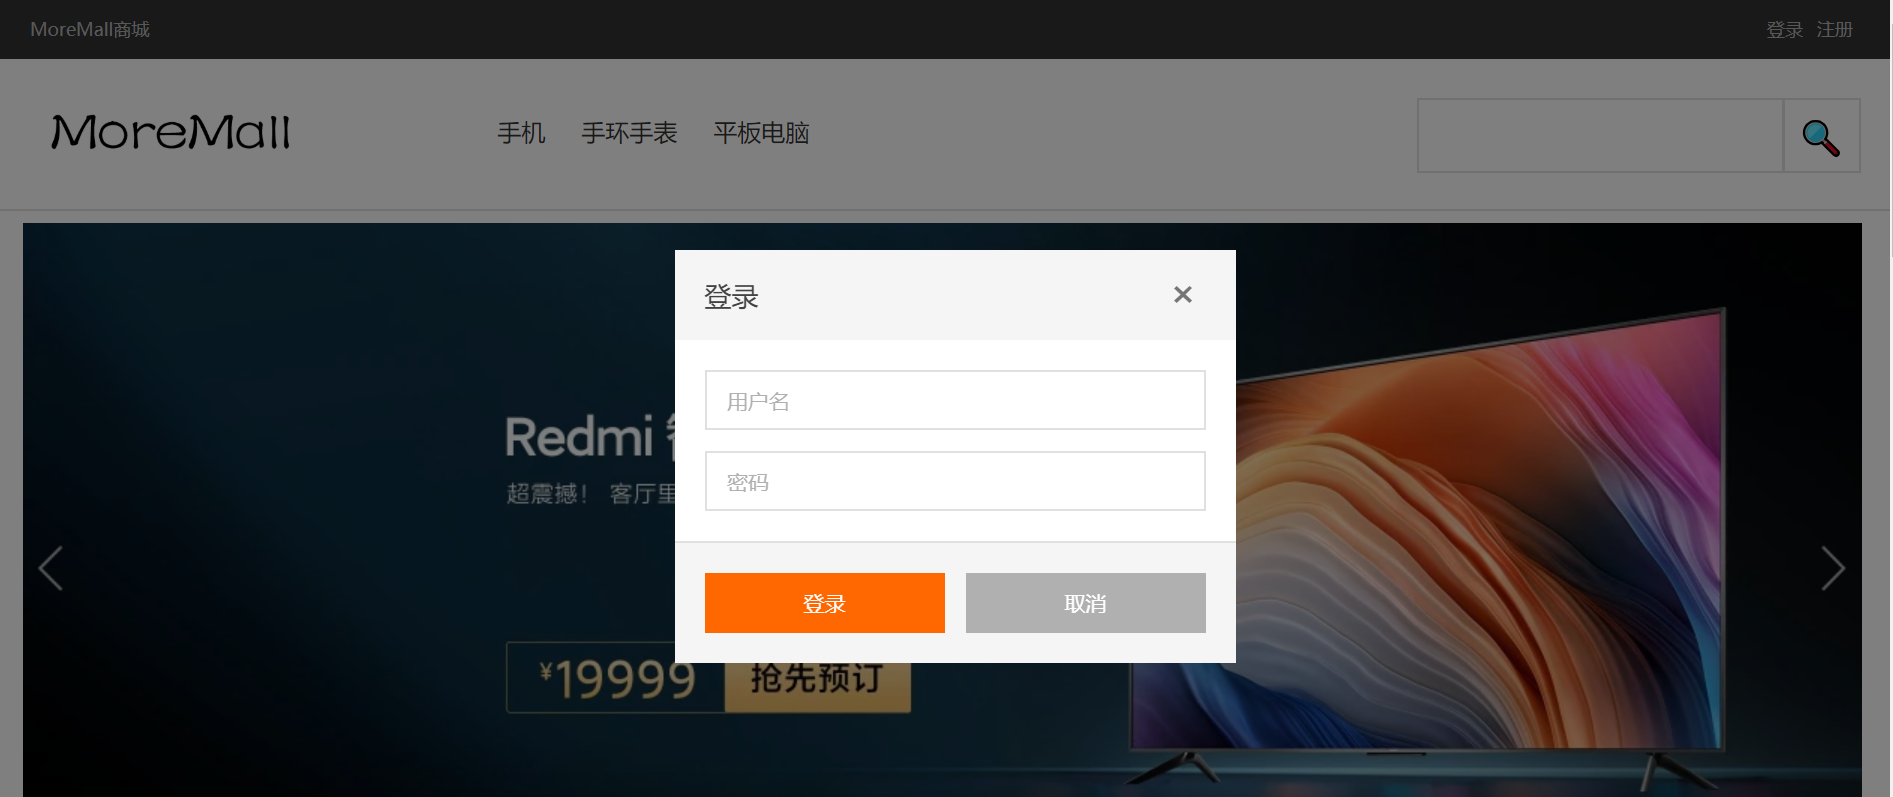 MoreMall商城
登录 注册
MoreMall
手机 手环手表 平板电脑
登录
×
用户名
Redmi
密码
超震撼! 客厅里
登录 取消
¥19999 抢先预订